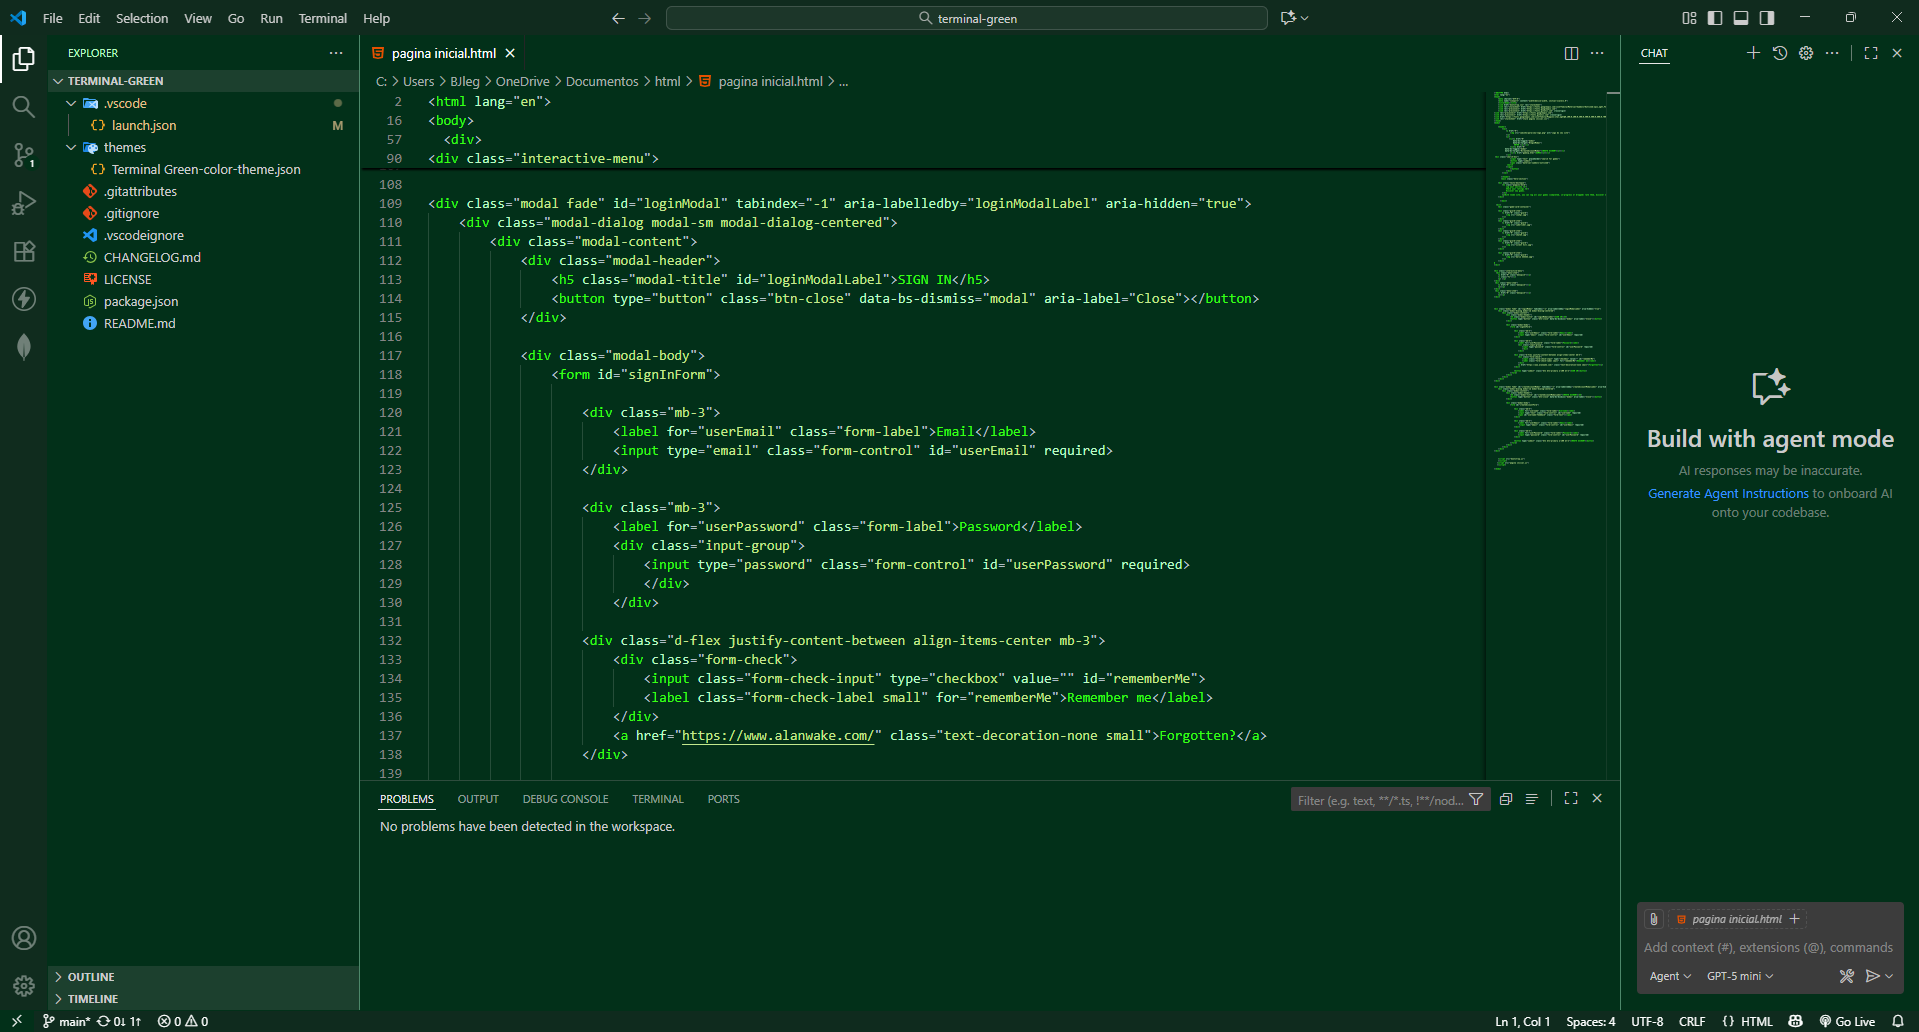 File Edit Selection View Go Run Terminal Help
terminal-green
EXPLORER
TERMINAL-GREEN
.vscode
launch.json M
themes
Terminal Green-color-theme.json
.gitattributes
.gitignore
.vscodeignore
CHANGELOG.md
LICENSE
package.json
README.md
OUTLINE
TIMELINE
pagina inicial.html
C: > Users > BJleg > OneDrive > Documentos > html > pagina inicial.html > ...
2 <html lang="en">
16 <body>
57 <div>
90 <div class="interactive-menu">
108
109 <div class="modal fade" id="loginModal" tabindex="-1" aria-labelledby="loginModalLabel" aria-hidden="true">
110 <div class="modal-dialog modal-sm modal-dialog-centered">
111 <div class="modal-content">
112 <div class="modal-header">
113 <h5 class="modal-title" id="loginModalLabel">SIGN IN</h5>
114 <button type="button" class="btn-close" data-bs-dismiss="modal" aria-label="Close"></button>
115 </div>
116
117 <div class="modal-body">
118 <form id="signInForm">
119
120 <div class="mb-3">
121 <label for="userEmail" class="form-label">Email</label>
122 <input type="email" class="form-control" id="userEmail" required>
123 </div>
124
125 <div class="mb-3">
126 <label for="userPassword" class="form-label">Password</label>
127 <div class="input-group">
128 <input type="password" class="form-control" id="userPassword" required>
129 </div>
130 </div>
131
132 <div class="d-flex justify-content-between align-items-center mb-3">
133 <div class="form-check">
134 <input class="form-check-input" type="checkbox" value="" id="rememberMe">
135 <label class="form-check-label small" for="rememberMe">Remember me</label>
136 </div>
137 <a href="https://www.alanwake.com/" class="text-decoration-none small">Forgotten?</a>
138 </div>
139
PROBLEMS OUTPUT DEBUG CONSOLE TERMINAL PORTS
Filter (e.g. text, **/*.ts, !**/nod...
No problems have been detected in the workspace.
CHAT
Build with agent mode
AI responses may be inaccurate.
Generate Agent Instructions to onboard AI
onto your codebase.
pagina inicial.html
Add context (#), extensions (@), commands
Agent GPT-5 mini
1
main* 0↓ 1↑ 0 0
Ln 1, Col 1 Spaces: 4 UTF-8 CRLF {} HTML Go Live